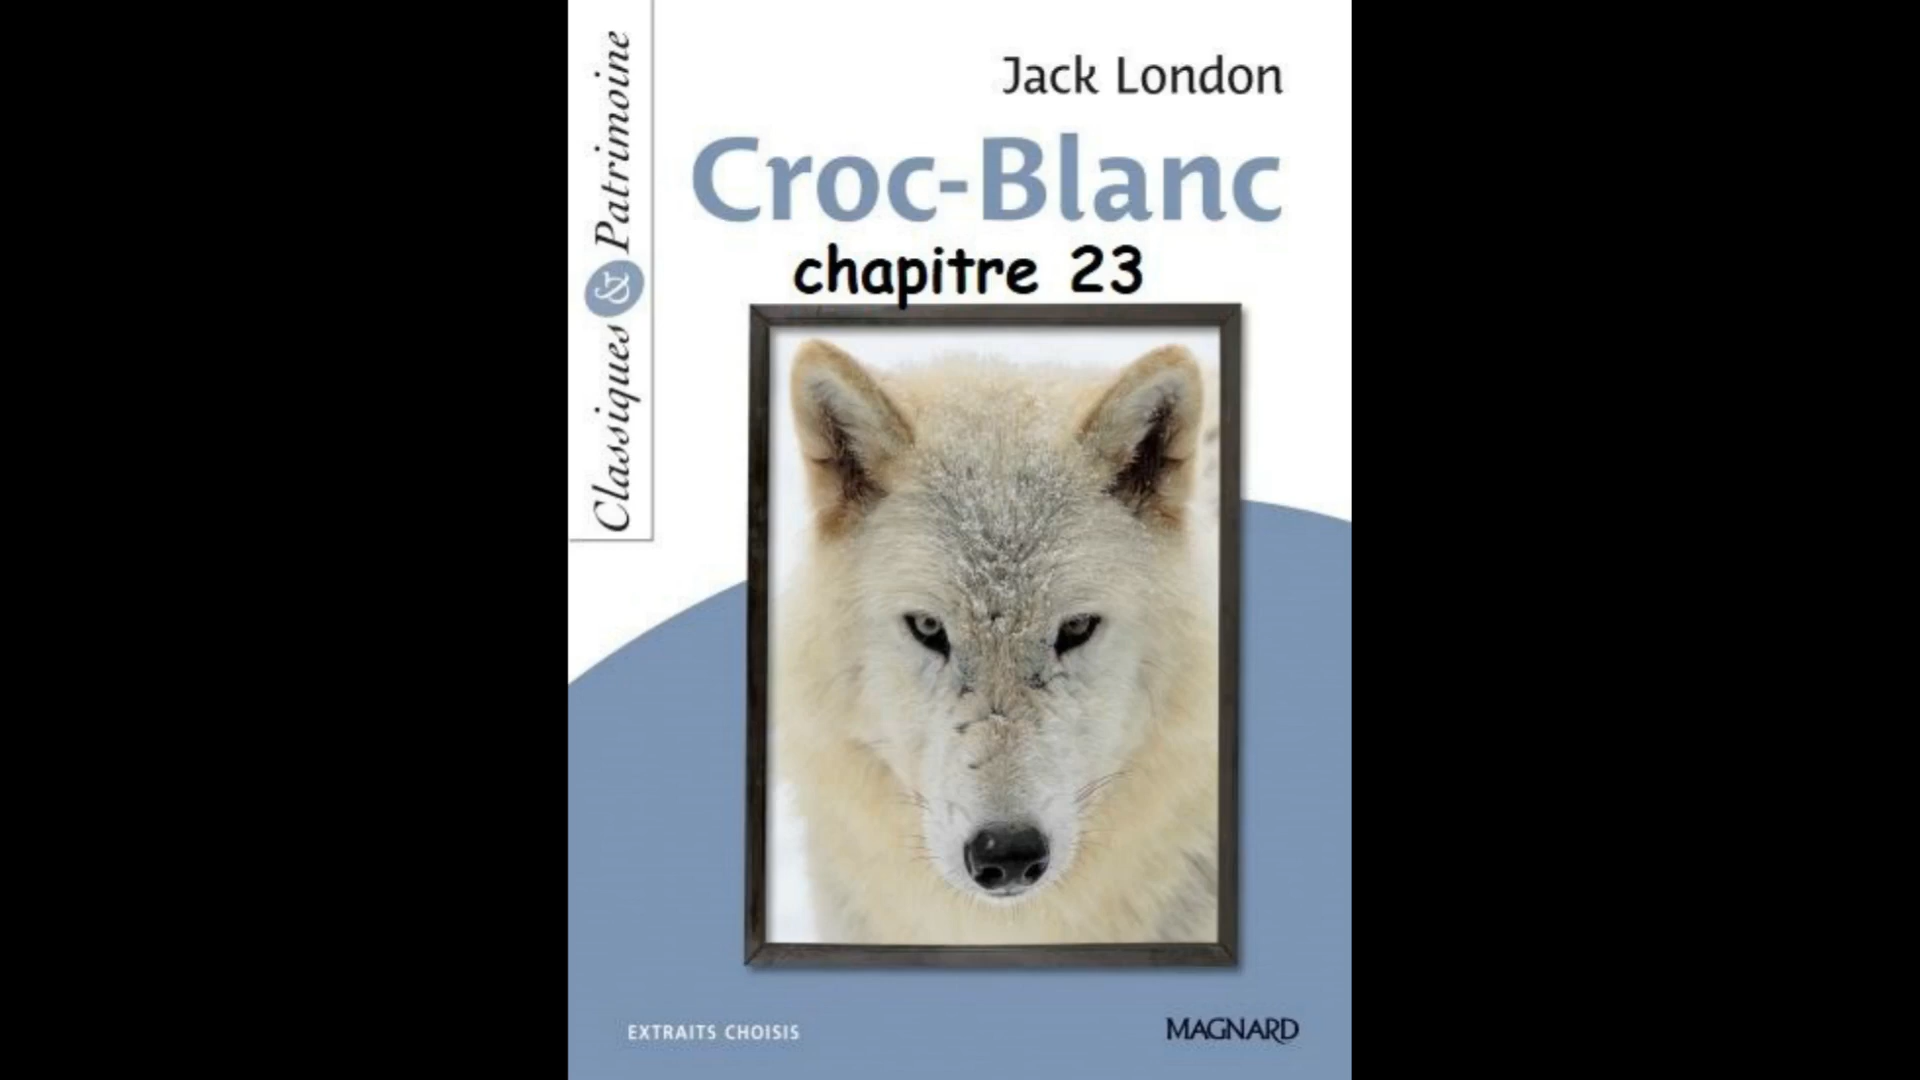 Classiques & Patrimoine
Jack London
Croc-Blanc
chapitre 23
EXTRAITS CHOISIS
MAGNARD